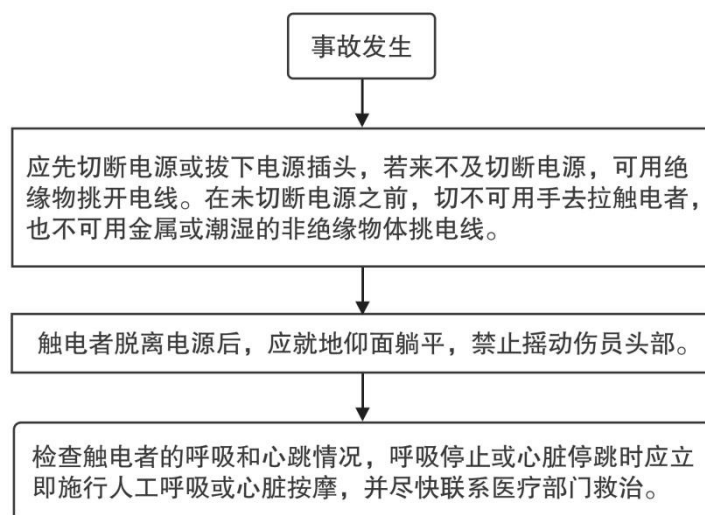 事故发生
应先切断电源或拔下电源插头，若来不及切断电源，可用绝
缘物挑开电线。在未切断电源之前，切不可用手去拉触电者，
也不可用金属或潮湿的非绝缘物体挑电线。
触电者脱离电源后，应就地仰面躺平，禁止摇动伤员头部。
检查触电者的呼吸和心跳情况，呼吸停止或心脏停跳时应立
即施行人工呼吸或心脏按摩，并尽快联系医疗部门救治。